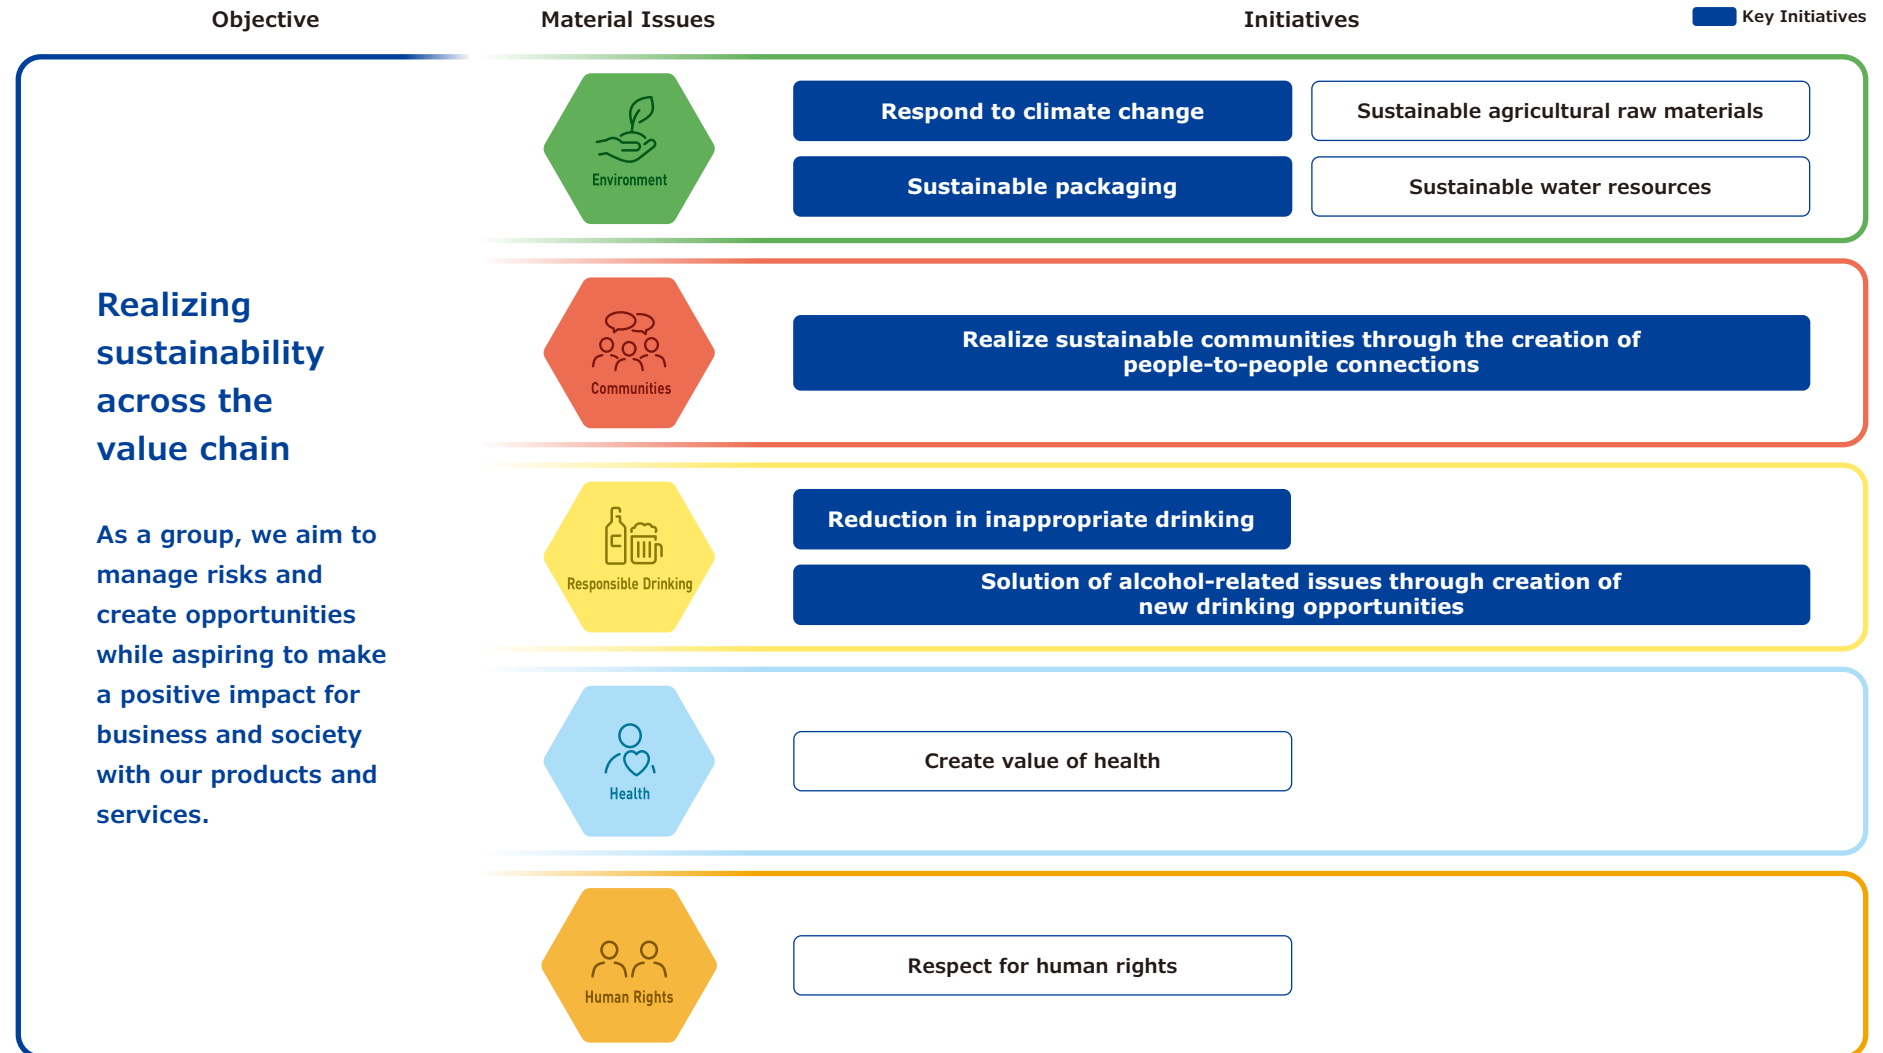 Objective
Material Issues
Initiatives
Key Initiatives
Realizing
sustainability
across the
value chain
As a group, we aim to
manage risks and
create opportunities
while aspiring to make
a positive impact for
business and society
with our products and
services.
Environment
Respond to climate change
Sustainable agricultural raw materials
Sustainable packaging
Sustainable water resources
Communities
Realize sustainable communities through the creation of
people-to-people connections
Responsible Drinking
Reduction in inappropriate drinking
Solution of alcohol-related issues through creation of
new drinking opportunities
Health
Create value of health
Human Rights
Respect for human rights